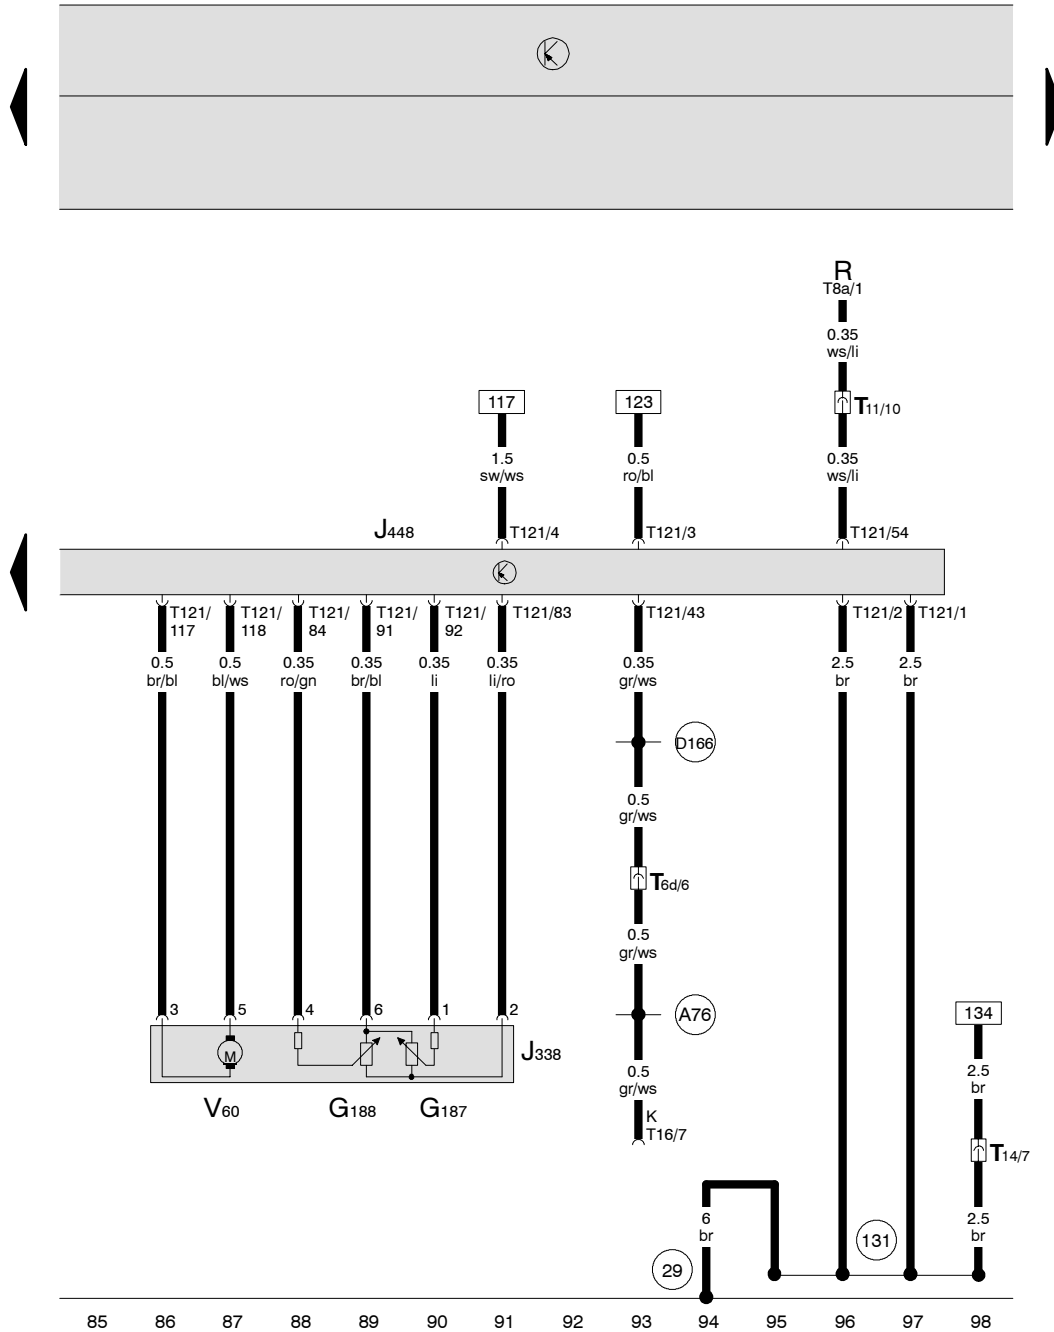 R
T8a/1
0.35
ws/li
117
123
T11/10
1.5
sw/ws
0.5
ro/bl
0.35
ws/li
J448
T121/4
T121/3
T121/54
T121/
117
T121/
118
T121/
84
T121/
91
T121/
92
T121/83
T121/43
T121/2
T121/1
0.5
br/bl
0.5
bl/ws
0.35
ro/gn
0.35
br/bl
0.35
li
0.35
li/ro
0.35
gr/ws
2.5
br
2.5
br
D166
0.5
gr/ws
T6d/6
0.5
gr/ws
3
5
4
6
1
2
A76
134
M
J338
0.5
gr/ws
2.5
br
V60
G188
G187
K
T16/7
T14/7
6
br
2.5
br
131
29
85 86 87 88 89 90 91 92 93 94 95 96 97 98